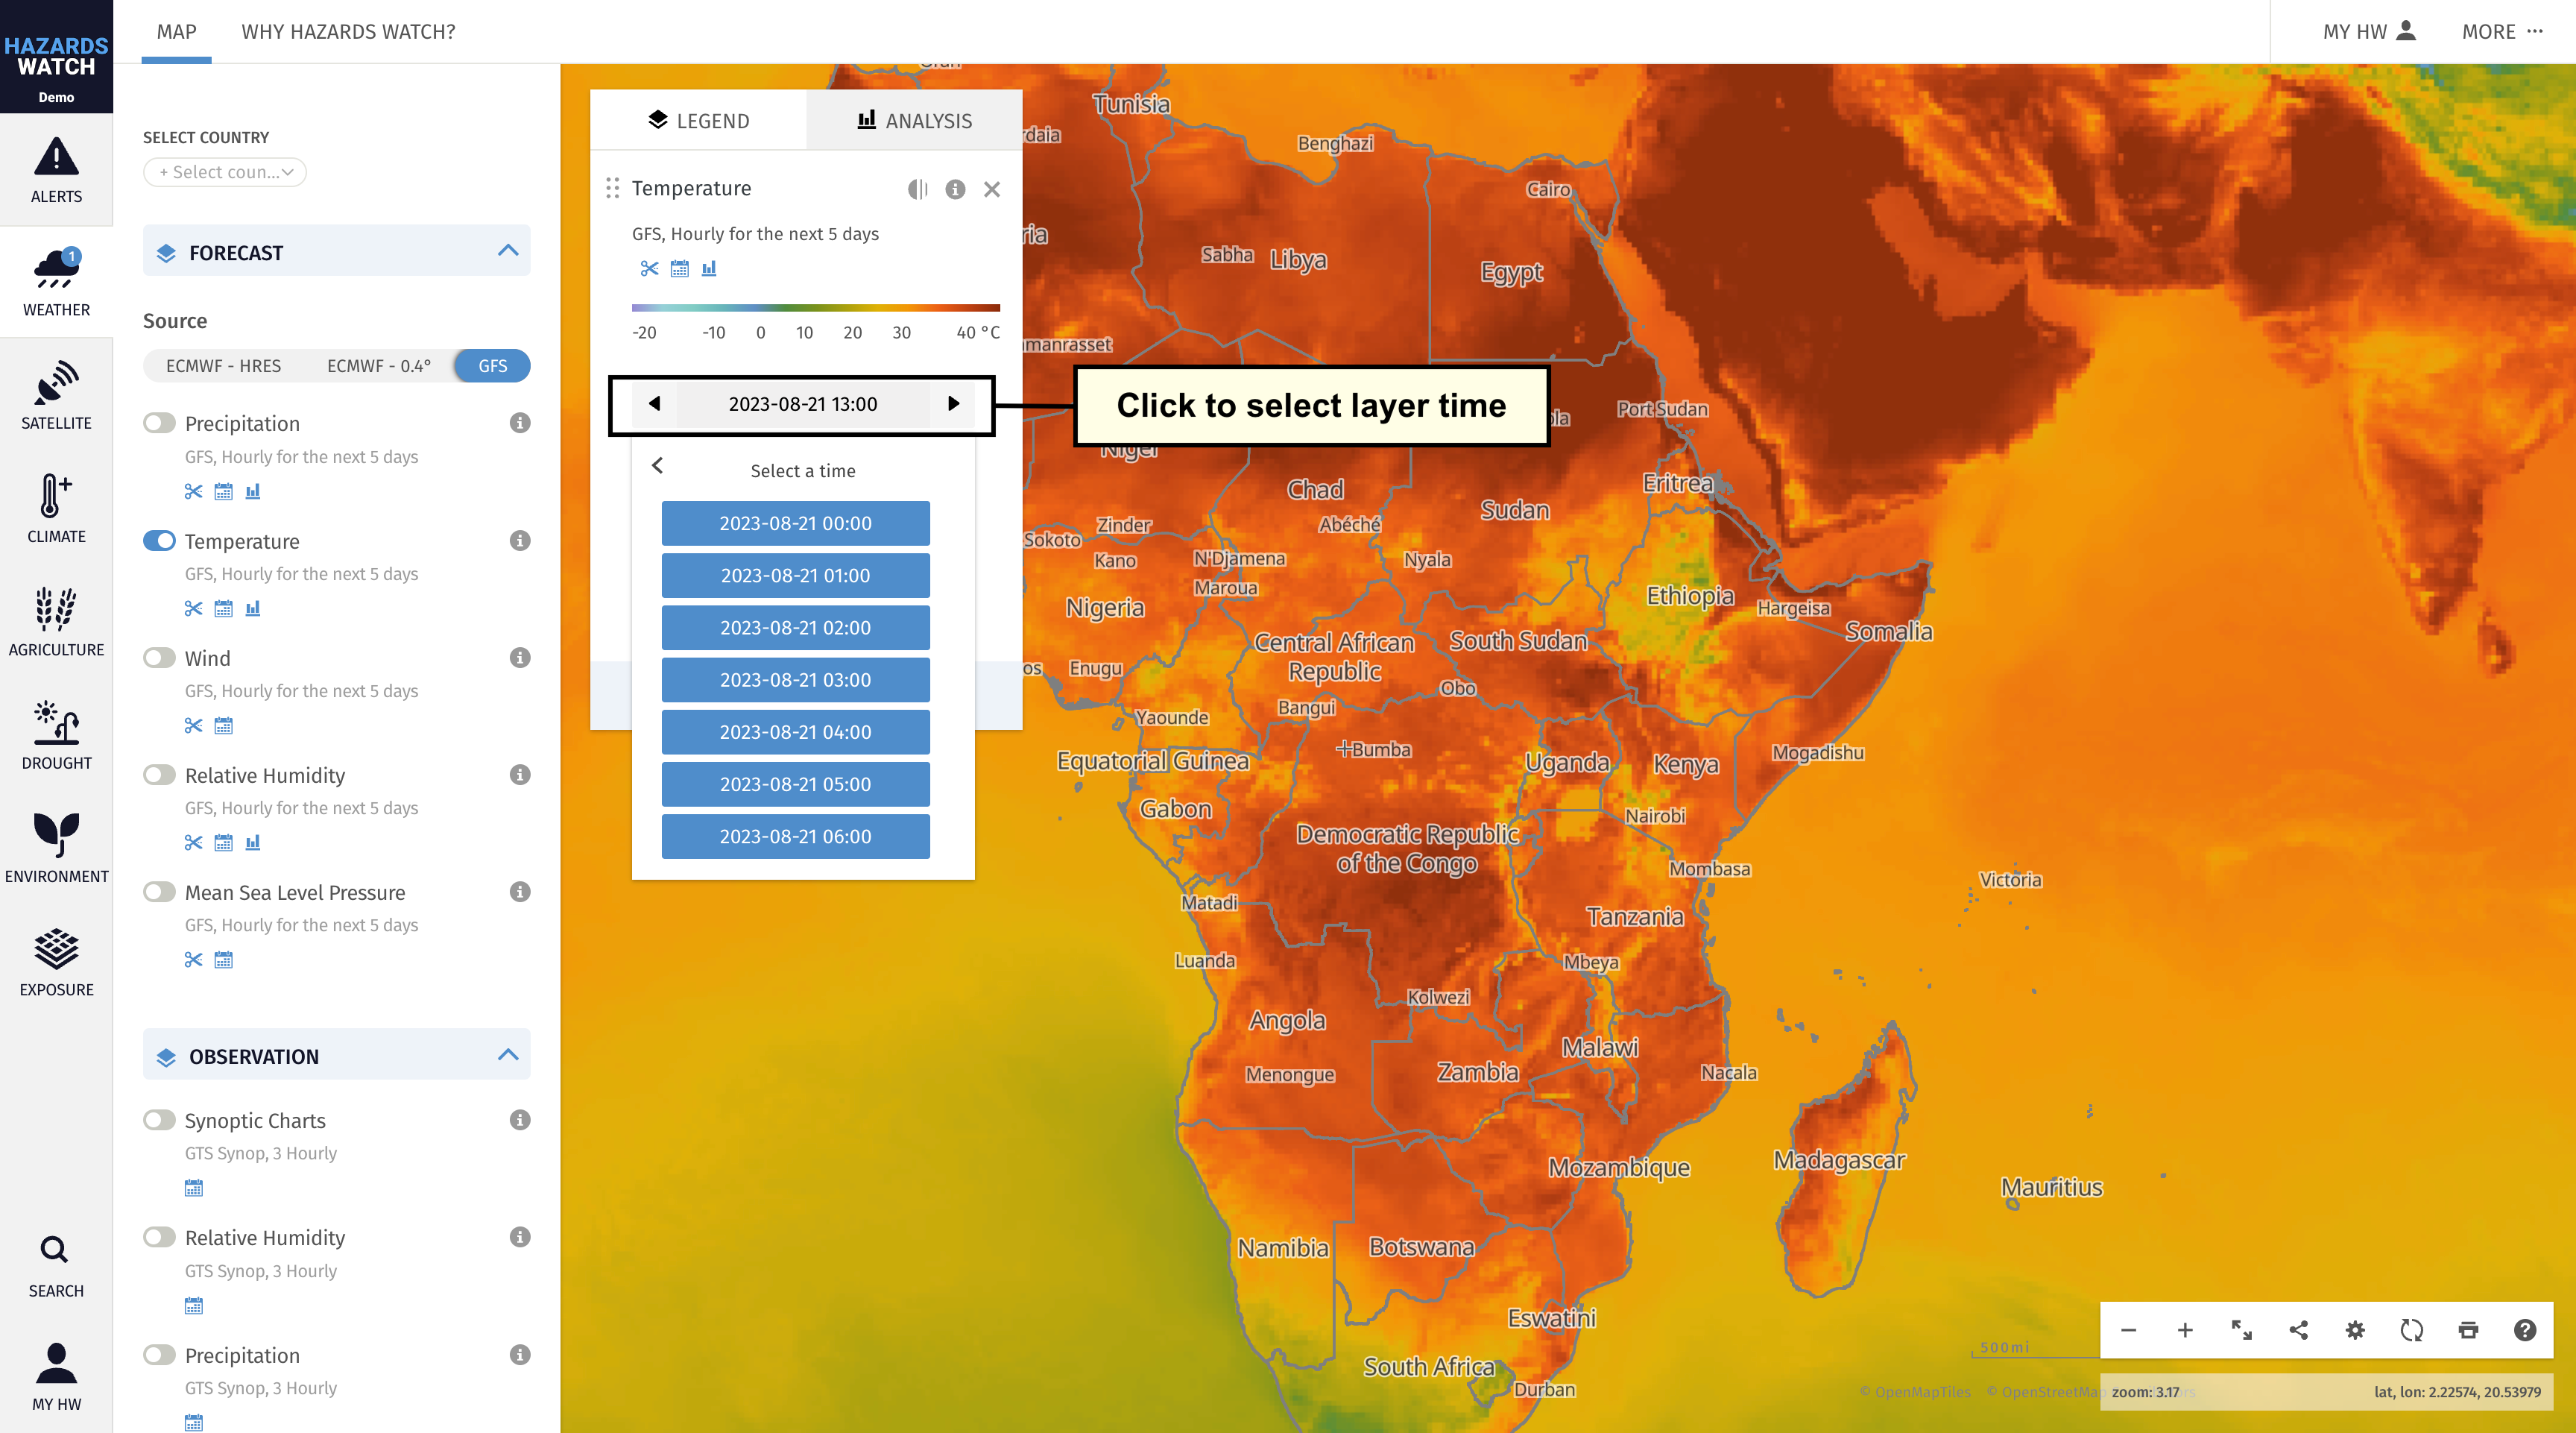 HAZARDS
WATCH
Demo
MAP
WHY HAZARDS WATCH?
MY HW
MORE ...
ALERTS
1
WEATHER
SATELLITE
CLIMATE
AGRICULTURE
DROUGHT
ENVIRONMENT
EXPOSURE
SEARCH
MY HW
SELECT COUNTRY
+ Select coun...
FORECAST
Source
ECMWF - HRES
ECMWF - 0.4°
GFS
Precipitation
GFS, Hourly for the next 5 days
Temperature
GFS, Hourly for the next 5 days
Wind
GFS, Hourly for the next 5 days
Relative Humidity
GFS, Hourly for the next 5 days
Mean Sea Level Pressure
GFS, Hourly for the next 5 days
OBSERVATION
Synoptic Charts
GTS Synop, 3 Hourly
Relative Humidity
GTS Synop, 3 Hourly
Precipitation
GTS Synop, 3 Hourly
LEGEND
ANALYSIS
Temperature
GFS, Hourly for the next 5 days
-20 -10 0 10 20 30 40 °C
2023-08-21 13:00
Click to select layer time
Select a time
2023-08-21 00:00
2023-08-21 01:00
2023-08-21 02:00
2023-08-21 03:00
2023-08-21 04:00
2023-08-21 05:00
2023-08-21 06:00
Tunisia
Benghazi
Cairo
Sabha
Libya
Egypt
Port Sudan
Niger
Chad
Eritrea
Sudan
Zinder
Abéché
Sokoto
Kano
N'Djamena
Nyala
Maroua
Nigeria
Ethiopia
Hargeisa
Somalia
Central African
Republic
South Sudan
Enugu
Obo
Bangui
Yaounde
Bumba
Mogadishu
Equatorial Guinea
Uganda
Kenya
Gabon
Nairobi
Democratic Republic
of the Congo
Mombasa
Victoria
Matadi
Tanzania
Luanda
Mbeya
Kolwezi
Angola
Malawi
Menongue
Zambia
Nacala
Mozambique
Madagascar
Mauritius
Namibia
Botswana
Eswatini
South Africa
Durban
500mi
© OpenMapTiles © OpenStreetMap
zoom: 3.17
lat, lon: 2.22574, 20.53979